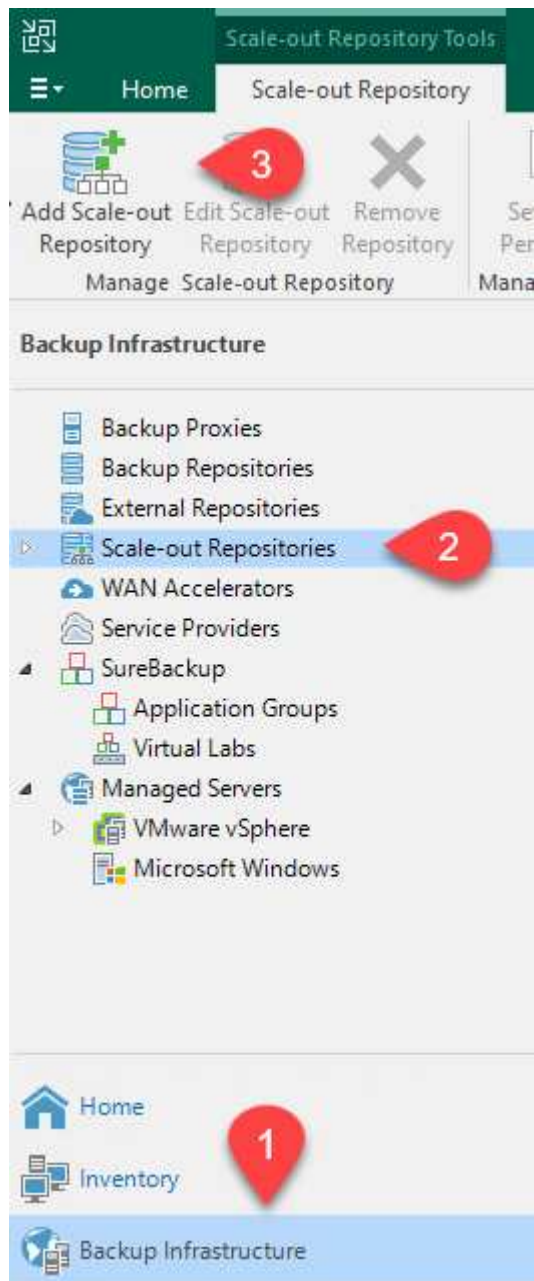 Scale-out Repository Tools
Home Scale-out Repository
3
Add Scale-out Edit Scale-out Remove
Repository Repository Repository
Manage Scale-out Repository
Backup Infrastructure
Backup Proxies
Backup Repositories
External Repositories
Scale-out Repositories 2
WAN Accelerators
Service Providers
SureBackup
Application Groups
Virtual Labs
Managed Servers
VMware vSphere
Microsoft Windows
Home
1
Inventory
Backup Infrastructure